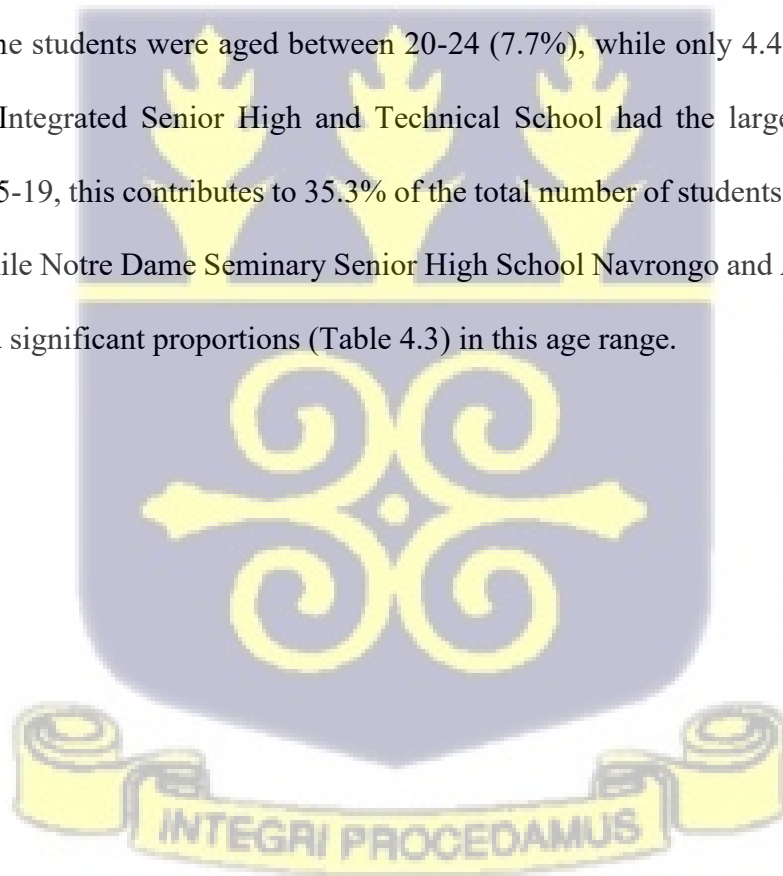 students were aged between 20-24 (7.7%), while only 4.4
Integrated Senior High and Technical School had the large
5-19, this contributes to 35.3% of the total number of students
Notre Dame Seminary Senior High School Navrongo and
significant proportions (Table 4.3) in this age range.
INTEGRI PROCEDAMUS